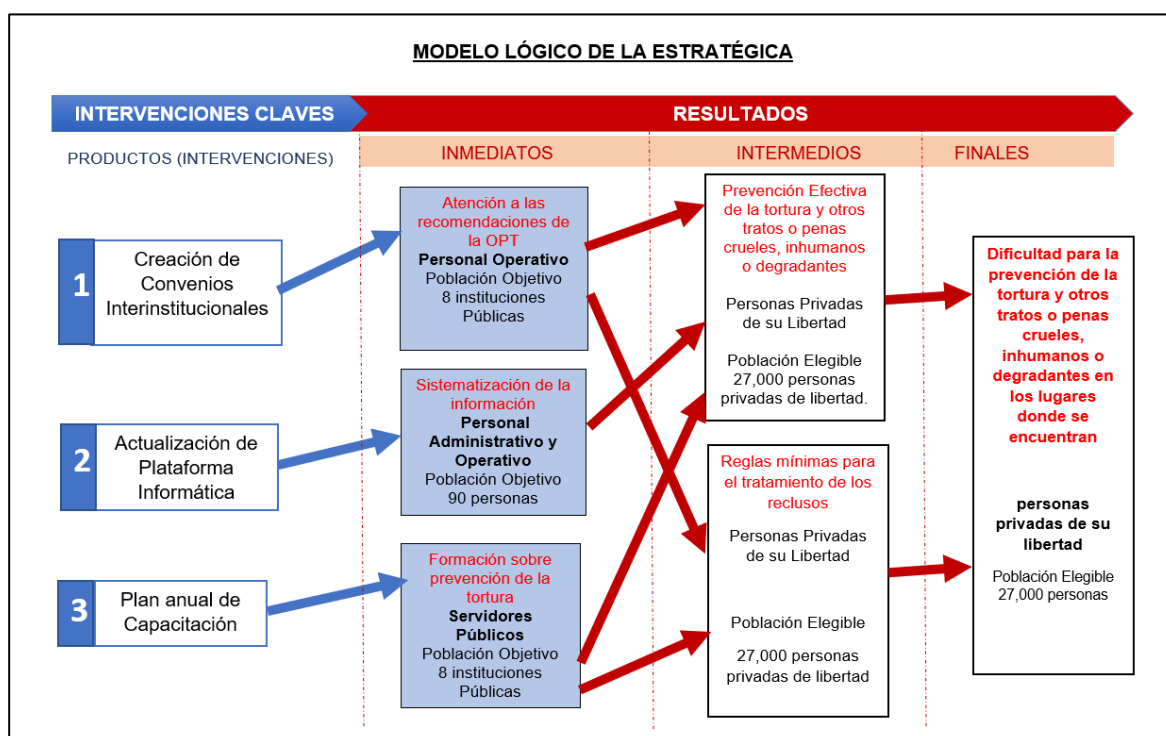 MODELO LÓGICO DE LA ESTRATÉGICA
INTERVENCIONES CLAVES
RESULTADOS
PRODUCTOS (INTERVENCIONES)
INMEDIATOS
INTERMEDIOS
FINALES
1
Creación de
Convenios
Interinstitucionales
2
Actualización de
Plataforma
Informática
3
Plan anual de
Capacitación
Atención a las
recomendaciones de
la OPT
Personal Operativo
Población Objetivo
8 instituciones
Públicas
Sistematización de la
información
Personal
Administrativo y
Operativo
Población Objetivo
90 personas
Formación sobre
prevención de la
tortura
Servidores
Públicos
Población Objetivo
8 instituciones
Públicas
Prevención Efectiva
de la tortura y otros
tratos o penas
crueles, inhumanos
o degradantes
Personas Privadas
de su Libertad
Población Elegible
27,000 personas
privadas de libertad.
Reglas mínimas para
el tratamiento de los
reclusos
Personas Privadas
de su Libertad
Población Elegible
27,000 personas
privadas de libertad
Dificultad para la
prevención de la
tortura y otros
tratos o penas
crueles,
inhumanos o
degradantes en
los lugares
donde se
encuentran
personas
privadas de su
libertad
Población Elegible
27,000 personas